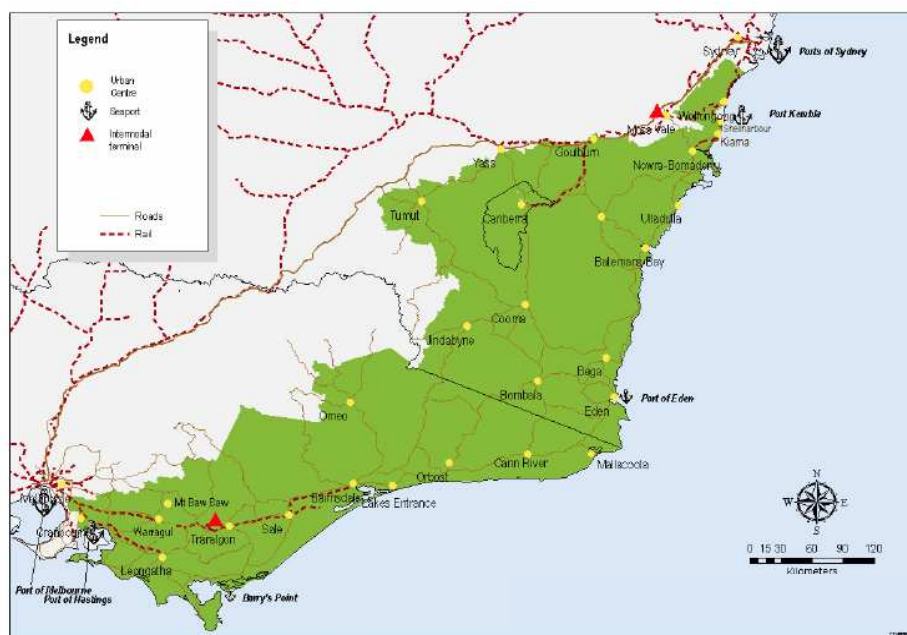 Legend
Urban
Centre
Seaport
Intermodal
terminal
Roads
Rail
Sydney
Ports of Sydney
Wollongong
Port Kembla
Moss Vale
Shellharbour
Kiama
Goulburn
Yass
Nowra-Bomaderry
Tumut
Canberra
Ulladulla
Batemans Bay
Cooma
Jindabyne
Bega
Bombala
Port of Eden
Eden
Omeo
Cann River
Mallacoota
Orbost
Bairnsdale
Lakes Entrance
Melbourne
Mt Baw Baw
Cranbourne
Warragul
Traralgon
Sale
Leongatha
Port of Melbourne
Port of Hastings
Barry's Point
N
W
E
S
0 15 30 60 90 120
Kilometers